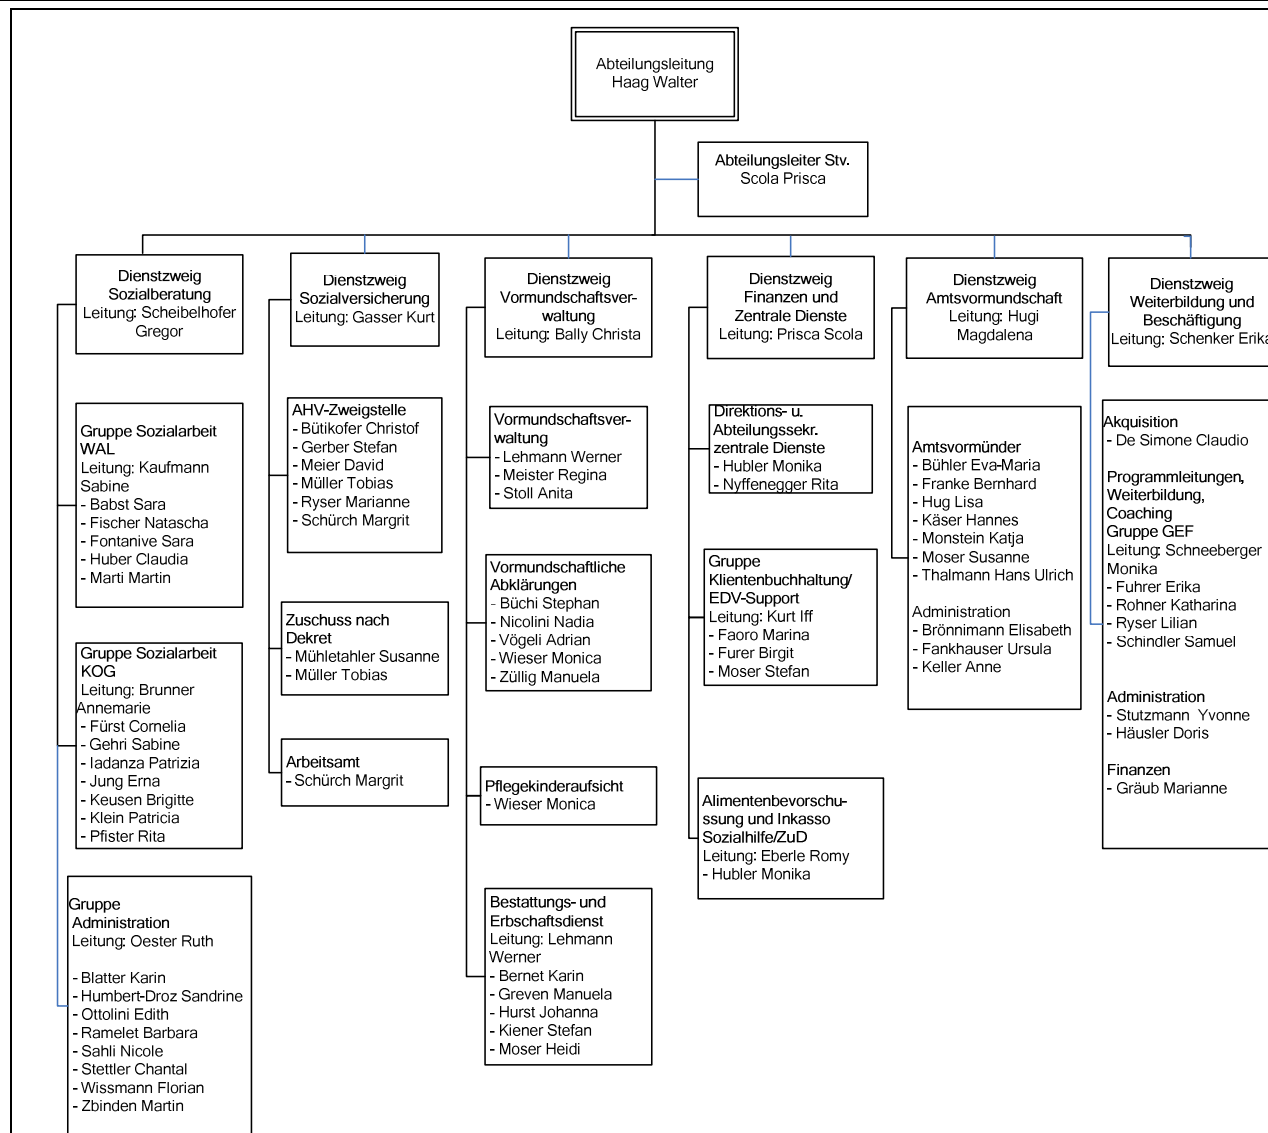 Abteilungsleitung
Haag Walter
Abteilungsleiter Stv.
Scola Prisca
Dienstzweig
Sozialberatung
Leitung: Scheibelhofer
Gregor
Gruppe Sozialarbeit
WAL
Leitung: Kaufmann
Sabine
- Babst Sara
- Fischer Natascha
- Fontanive Sara
- Huber Claudia
- Marti Martin
Gruppe Sozialarbeit
KOG
Leitung: Brunner
Annemarie
- Fürst Cornelia
- Gehri Sabine
- Iadanza Patrizia
- Jung Erna
- Keusen Brigitte
- Klein Patricia
- Pfister Rita
Gruppe
Administration
Leitung: Oester Ruth
- Blatter Karin
- Humbert-Droz Sandrine
- Ottolini Edith
- Ramelet Barbara
- Sahli Nicole
- Stettler Chantal
- Wissmann Florian
- Zbinden Martin
Dienstzweig
Sozialversicherung
Leitung: Gasser Kurt
AHV-Zweigstelle
- Bütikofer Christof
- Gerber Stefan
- Meier David
- Müller Tobias
- Ryser Marianne
- Schürch Margrit
Zuschuss nach
Dekret
- Mühletahler Susanne
- Müller Tobias
Arbeitsamt
- Schürch Margrit
Dienstzweig
Vormundschaftsver-
waltung
Leitung: Bally Christa
Vormundschaftsver-
waltung
- Lehmann Werner
- Meister Regina
- Stoll Anita
Vormundschaftliche
Abklärungen
- Büchi Stephan
- Nicolini Nadia
- Vögeli Adrian
- Wieser Monica
- Züllig Manuela
Pflegekinderaufsicht
- Wieser Monica
Bestattungs- und
Erbschaftsdienst
Leitung: Lehmann
Werner
- Bernet Karin
- Greven Manuela
- Hurst Johanna
- Kiener Stefan
- Moser Heidi
Dienstzweig
Finanzen und
Zentrale Dienste
Leitung: Prisca Scola
Direktions- u.
Abteilungssekr.
zentrale Dienste
- Hubler Monika
- Nyffenegger Rita
Gruppe
Klientenbuchhaltung/
EDV-Support
Leitung: Kurt Iff
- Faoro Marina
- Furer Birgit
- Moser Stefan
Alimentenbevorschu-
ssung und Inkasso
Sozialhilfe/ZuD
Leitung: Eberle Romy
- Hubler Monika
Dienstzweig
Amtsvormundschaft
Leitung: Hugi
Magdalena
Amtsvormünder
- Bühler Eva-Maria
- Franke Bernhard
- Hug Lisa
- Käser Hannes
- Monstein Katja
- Moser Susanne
- Thalmann Hans Ulrich
Administration
- Brönnimann Elisabeth
- Fankhauser Ursula
- Keller Anne
Dienstzweig
Weiterbildung und
Beschäftigung
Leitung: Schenker Erika
Akquisition
- De Simone Claudio
Programmleitungen,
Weiterbildung,
Coaching
Gruppe GEF
Leitung: Schneeberger
Monika
- Fuhrer Erika
- Rohner Katharina
- Ryser Lilian
- Schindler Samuel
Administration
- Stutzmann Yvonne
- Häusler Doris
Finanzen
- Gräub Marianne